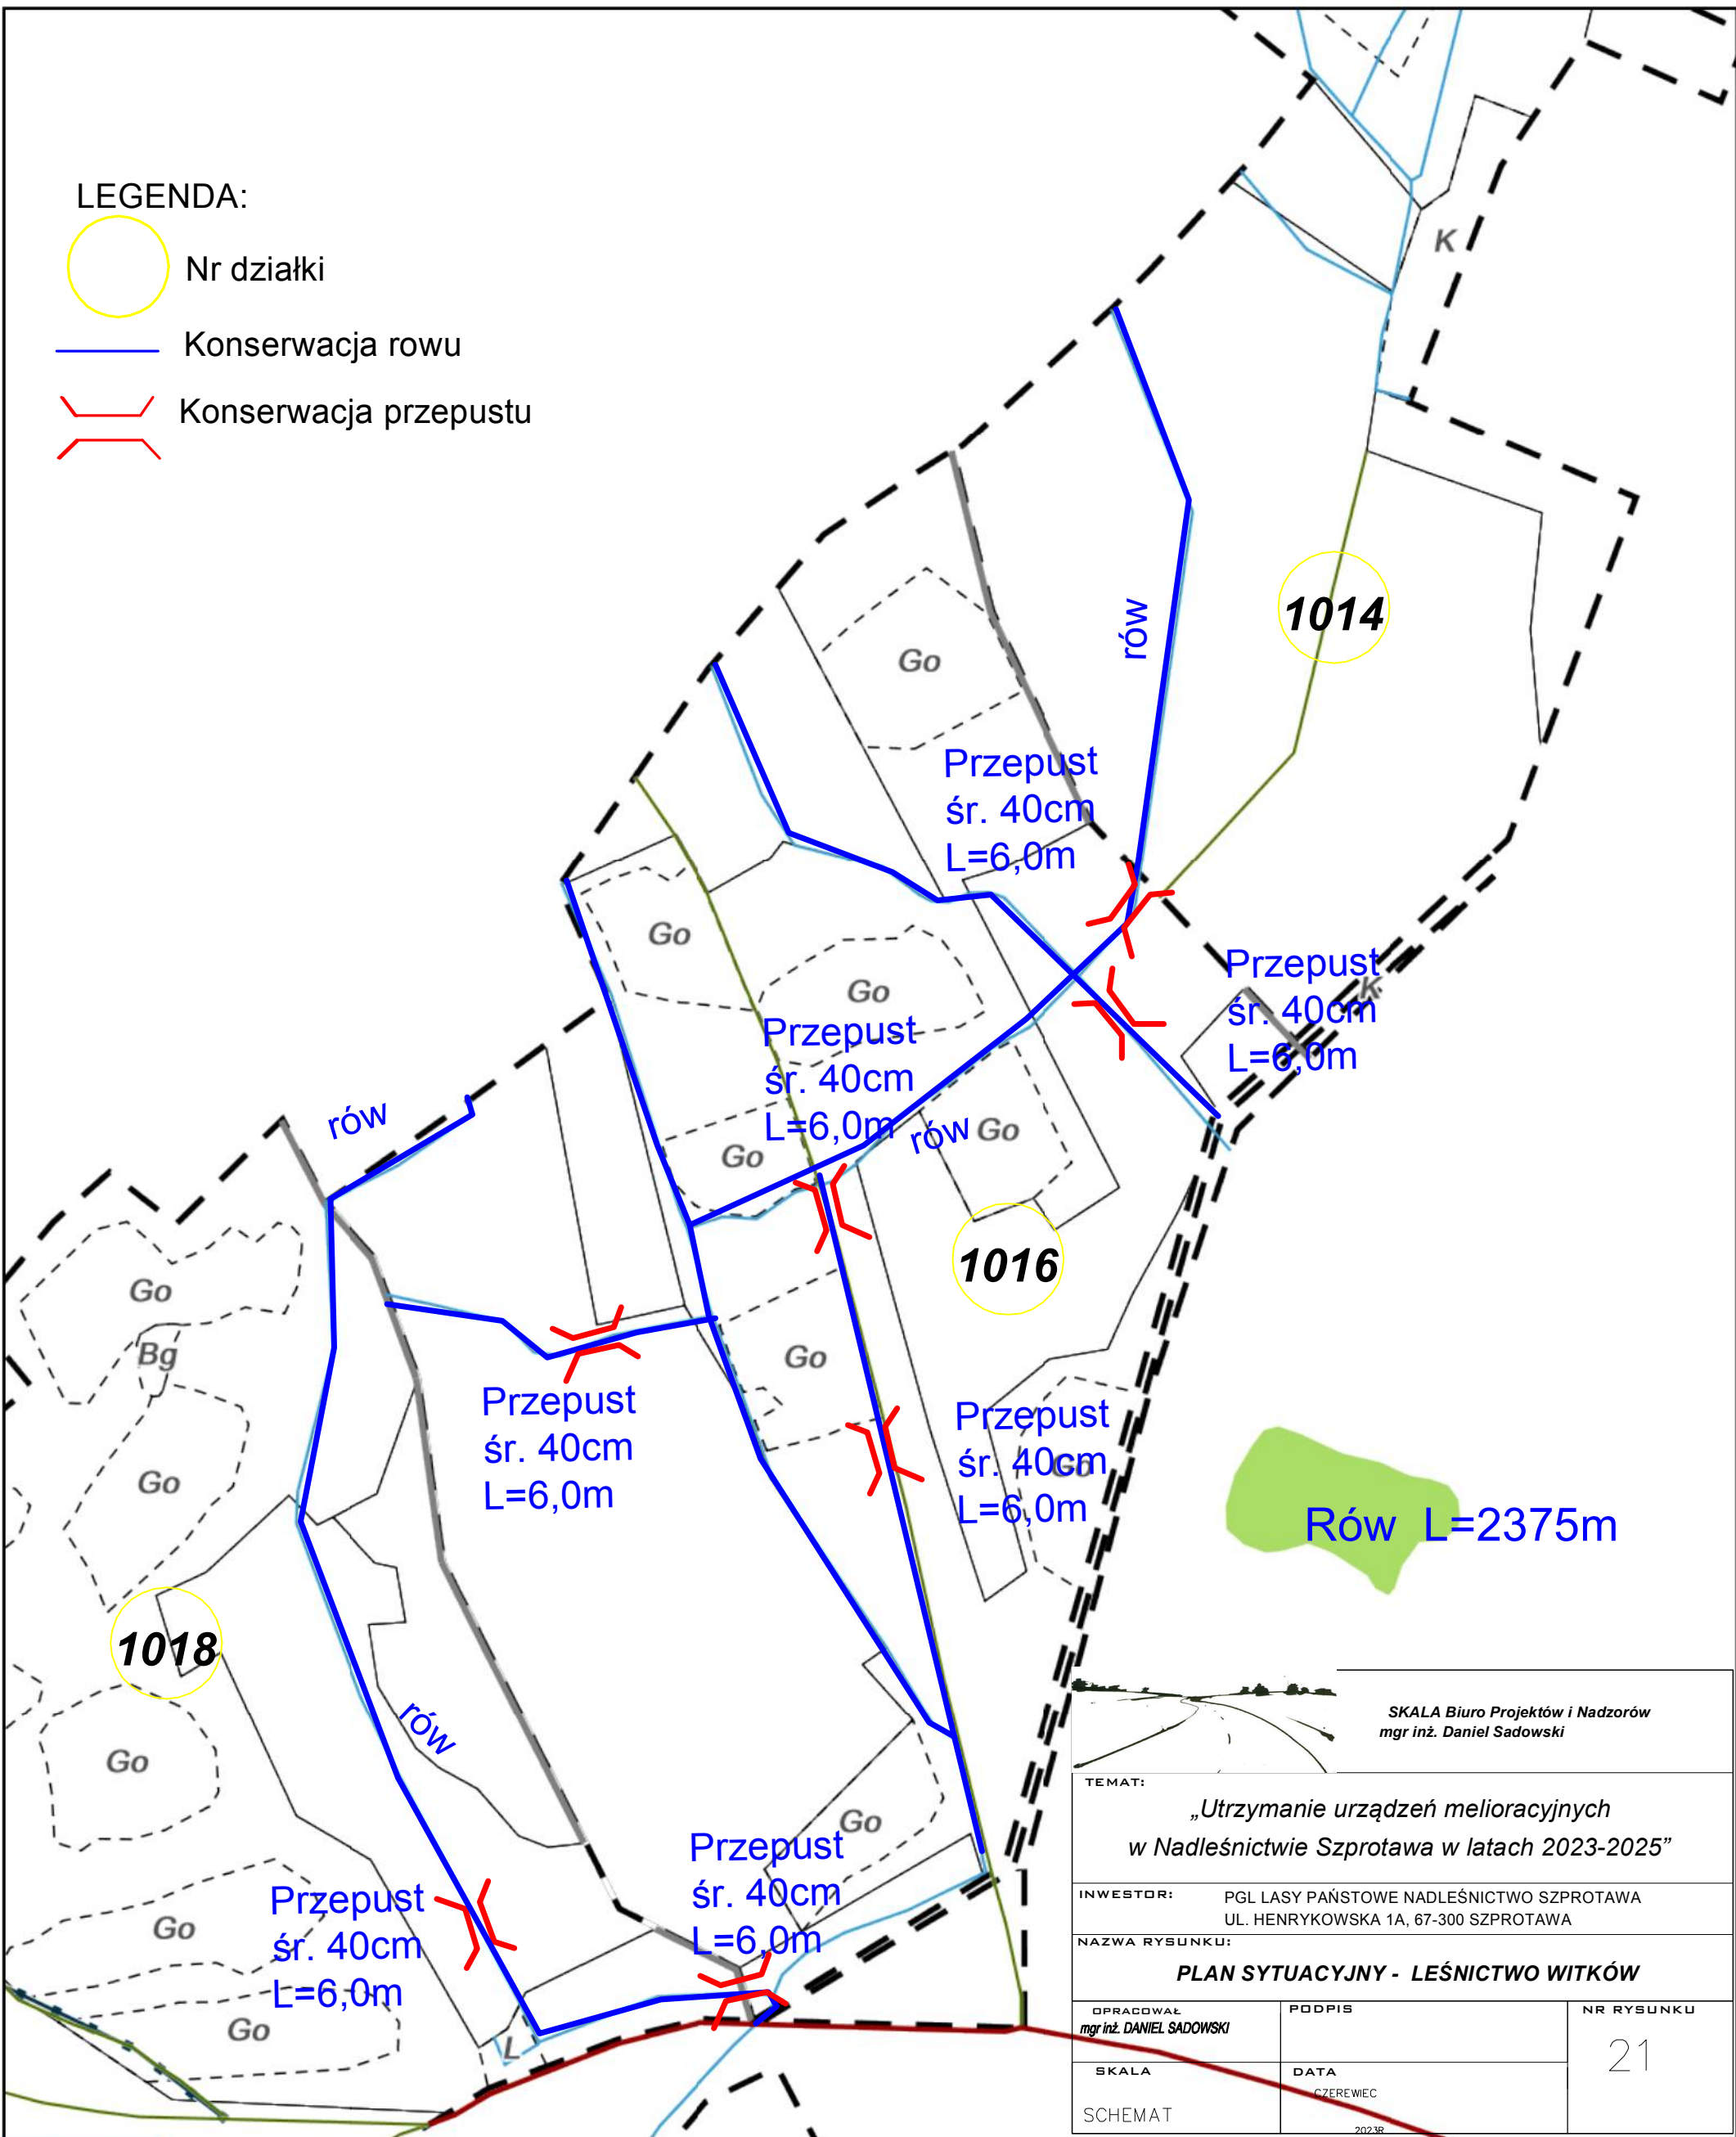 LEGENDA:
Nr działki
Konserwacja rowu
Konserwacja przepustu
K
1014
rów
Go
Przepust
śr. 40cm
L=6,0m
Go
Go
Przepust
śr. 40cm
L=6,0m
K
Przepust
śr. 40cm
L=6,0m
rów
rów
Go
Go
1016
Go
Bg
Go
Przepust
śr. 40cm
L=6,0m
Przepust
śr. 40cm
L=6,0m
Go
Go
Rów L=2375m
1018
rów
Go
Go
Przepust
śr. 40cm
L=6,0m
Przepust
śr. 40cm
L=6,0m
Go
Go
L
SKALA Biuro Projektów i Nadzorów
mgr inż. Daniel Sadowski
TEMAT:
„Utrzymanie urządzeń melioracyjnych
w Nadleśnictwie Szprotawa w latach 2023-2025”
INWESTOR:
PGL LASY PAŃSTOWE NADLEŚNICTWO SZPROTAWA
UL. HENRYKOWSKA 1A, 67-300 SZPROTAWA
NAZWA RYSUNKU:
PLAN SYTUACYJNY - LEŚNICTWO WITKÓW
OPRACOWAŁ
mgr inż. DANIEL SADOWSKI
PODPIS
NR RYSUNKU
21
SKALA
SCHEMAT
DATA
CZEREWIEC
2023R